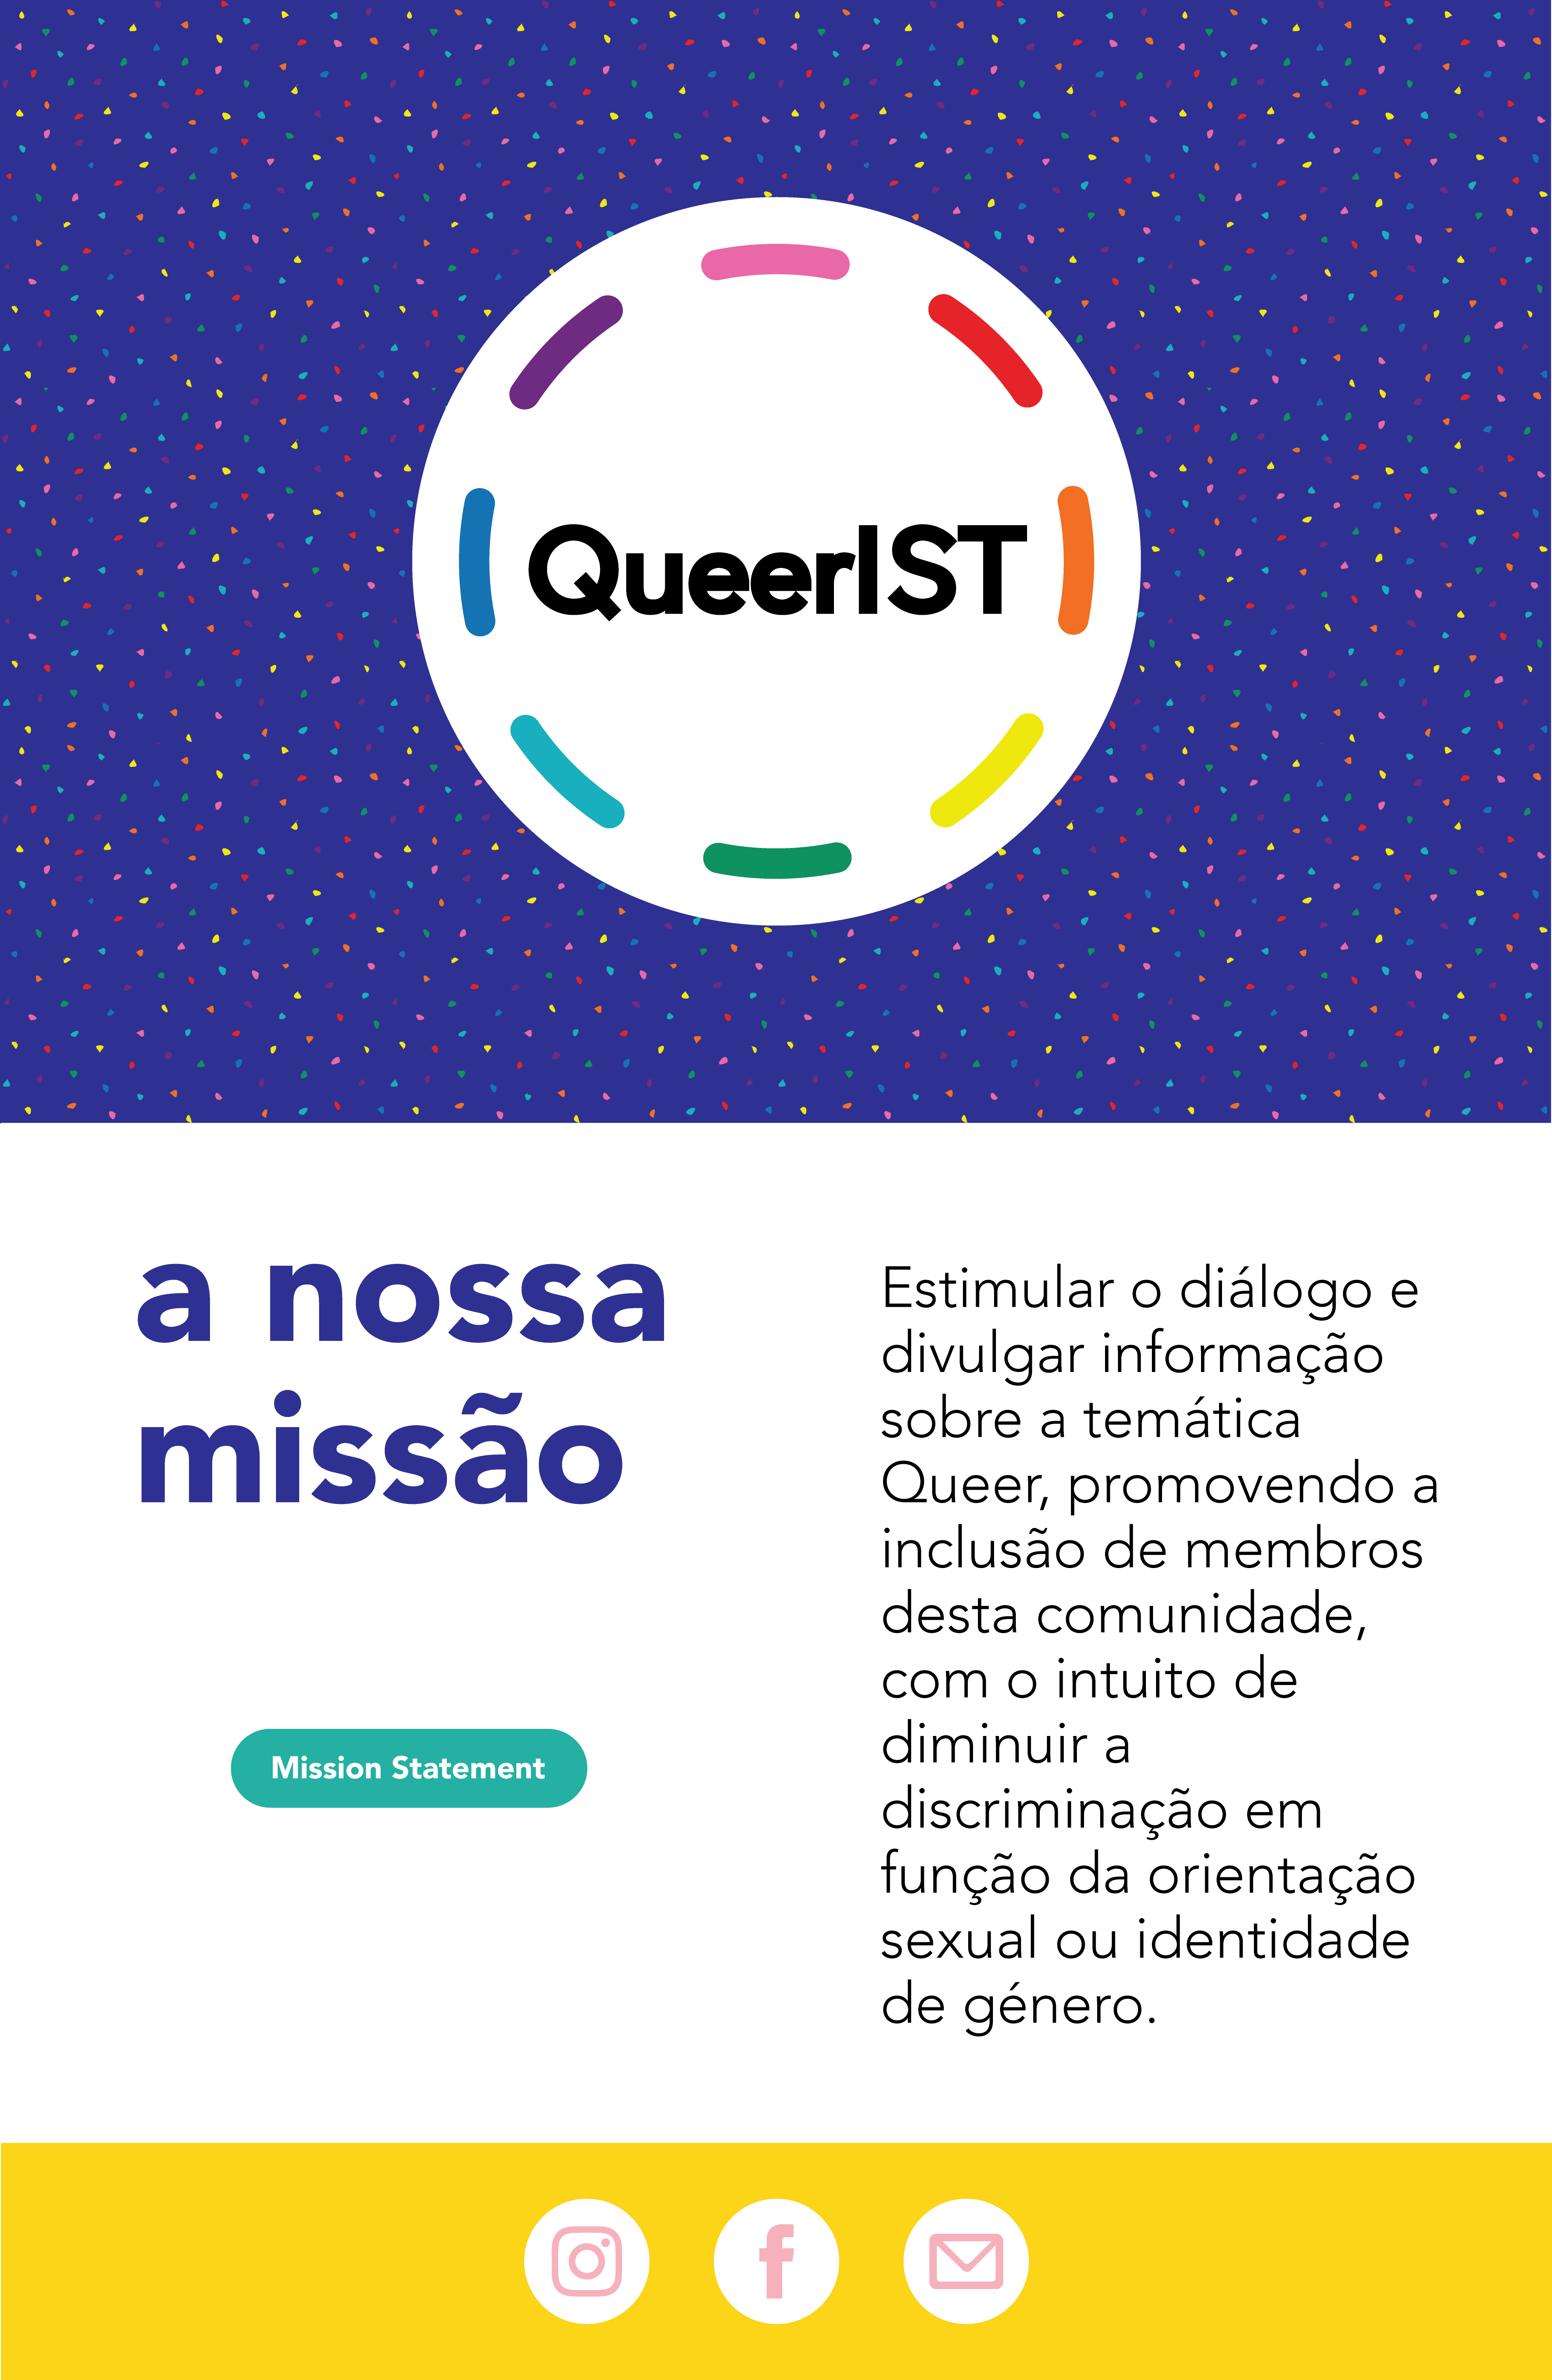 QueerIST
a nossa
missão
Mission Statement
Estimular o diálogo e
divulgar informação
sobre a temática
Queer, promovendo a
inclusão de membros
desta comunidade,
com o intuito de
diminuir a
discriminação em
função da orientação
sexual ou identidade
de género.